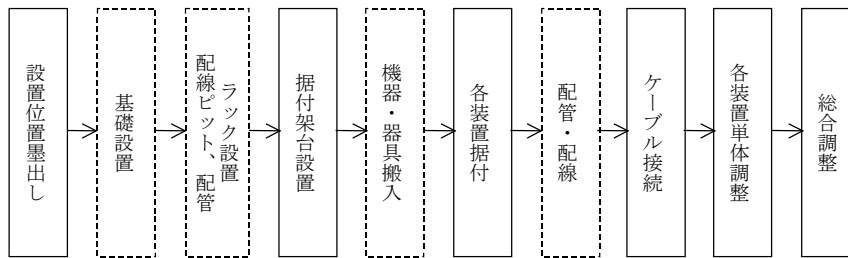 設置位置墨出し
基礎設置
配線ピット、配管
ラック設置
据付架台設置
機器・器具搬入
各装置据付
配管・配線
ケーブル接続
各装置単体調整
総合調整